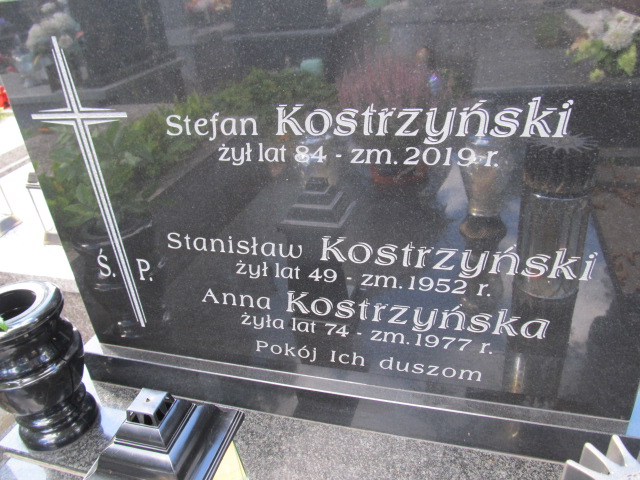 Stefan Kostrzyński
żył lat 84 - zm. 2019 r.
Ś. P.
Stanisław Kostrzyński
żył lat 49 - zm. 1952 r.
Anna Kostrzyńska
żyła lat 74 - zm. 1977 r.
Pokój Ich duszom